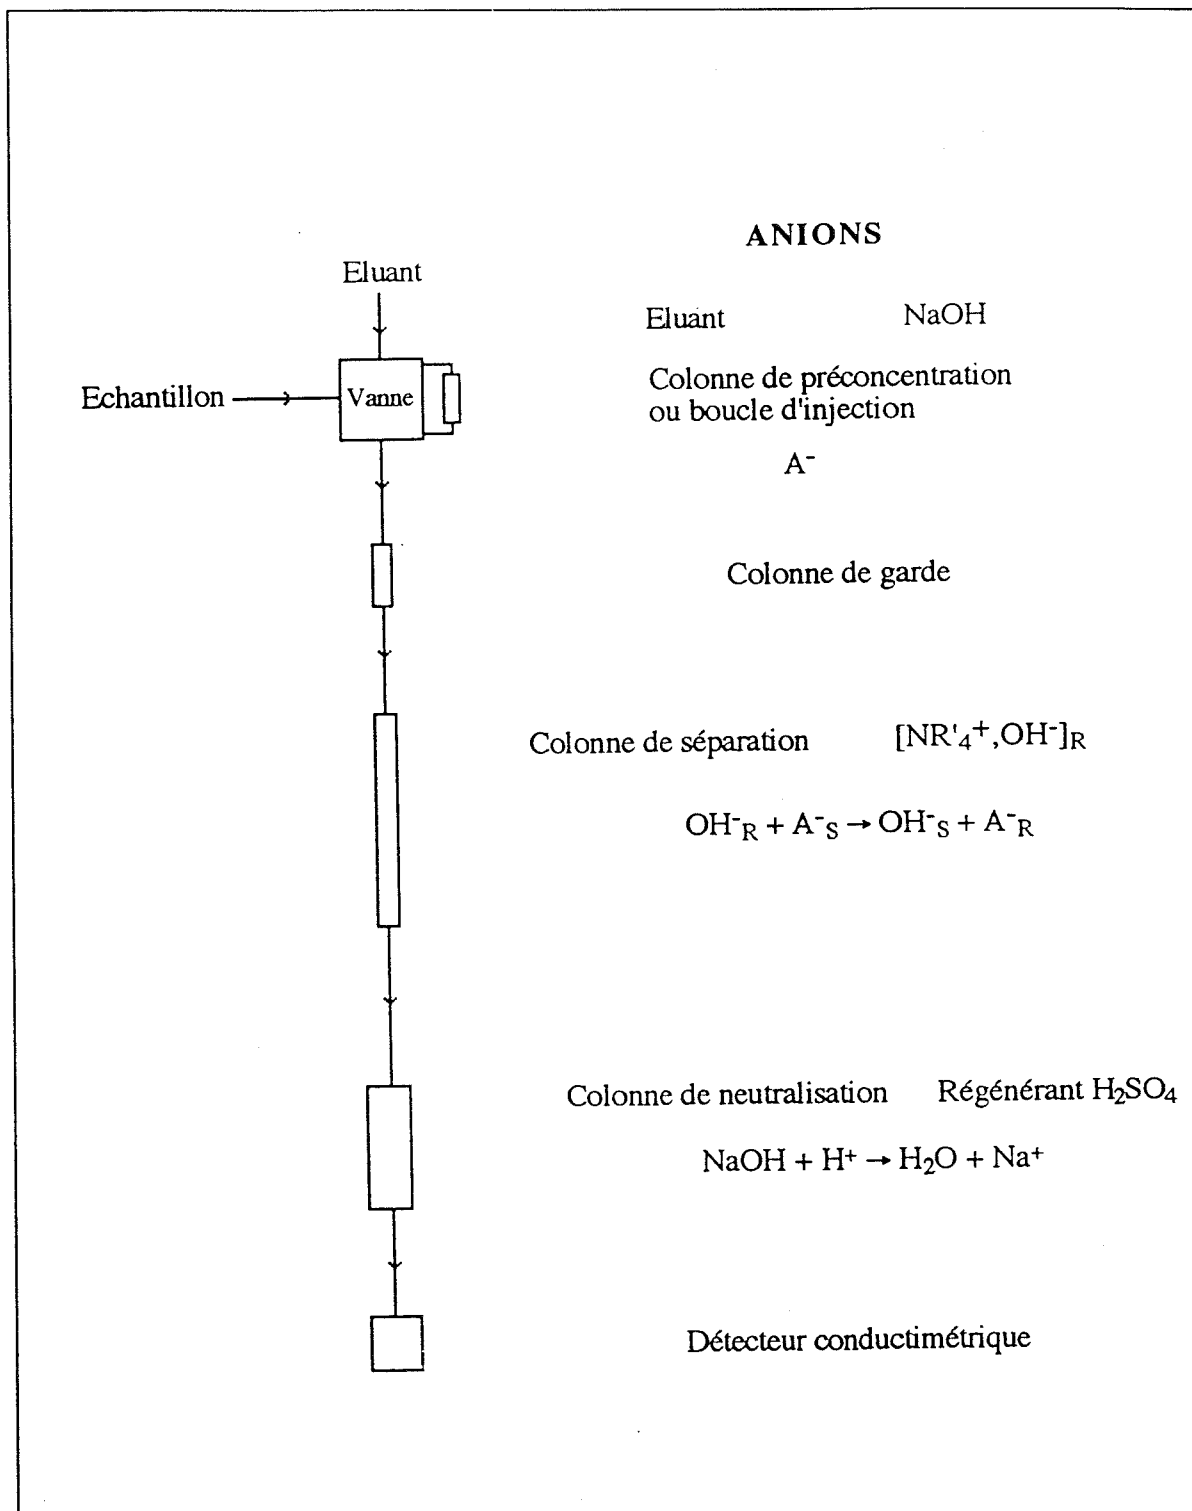 ANIONS
Eluant
Eluant NaOH
Echantillon
Vanne
Colonne de préconcentration
ou boucle d'injection
A⁻
Colonne de garde
Colonne de séparation [NR'₄⁺,OH⁻]R
OH⁻R + A⁻S → OH⁻S + A⁻R
Colonne de neutralisation Régénérant H₂SO₄
NaOH + H⁺ → H₂O + Na⁺
Détecteur conductimétrique